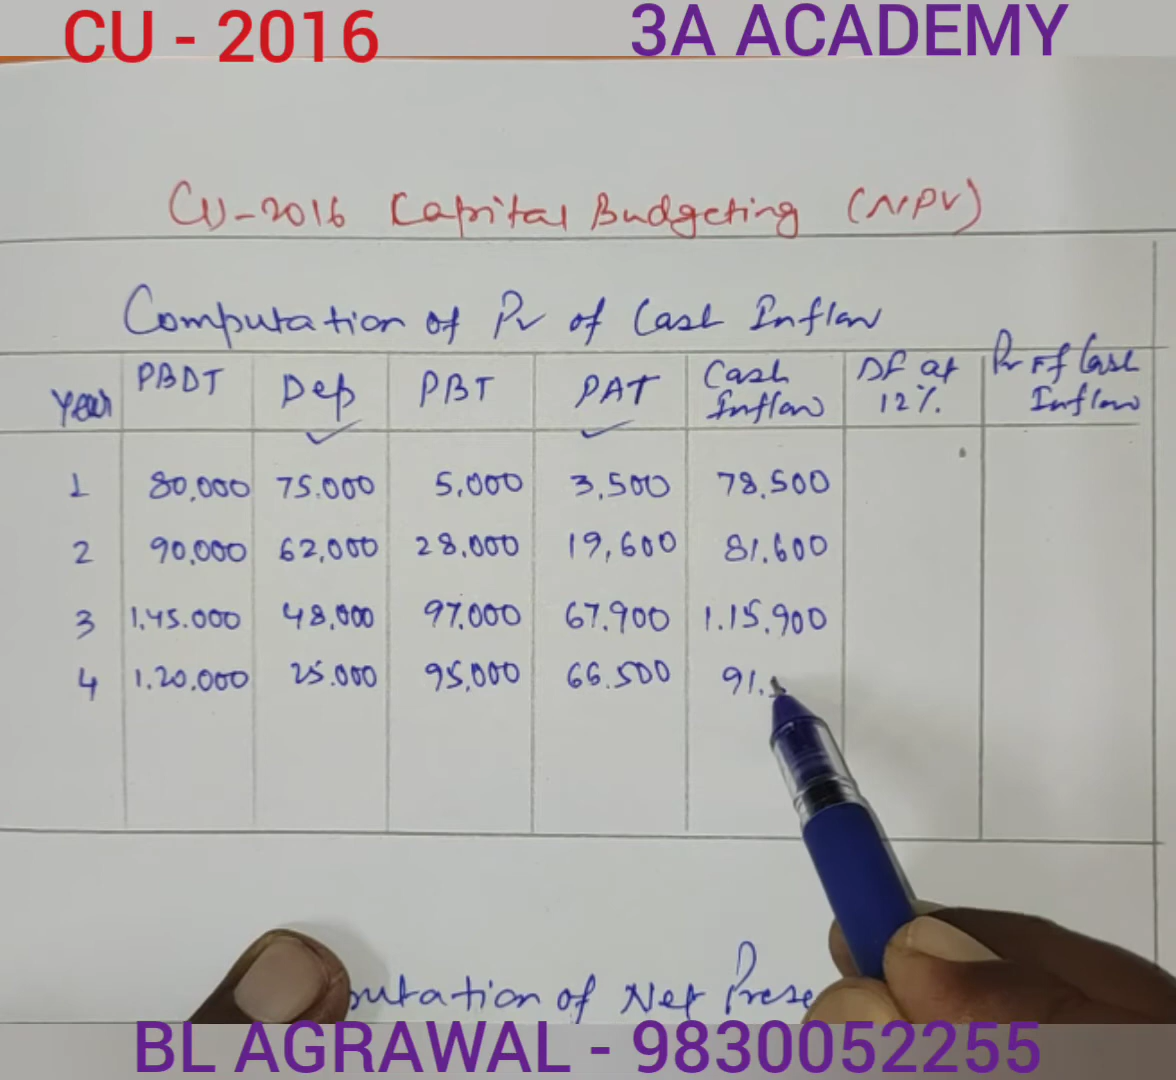 CU - 2016 3A ACADEMY
CU-2016 Capital Budgeting (NPV)
Computation of Pv of Cash Inflow
Year PBDT Dep PBT PAT Cash Inflow DF at 12% Pv of Cash Inflow
1 80,000 75.000 5,000 3,500 78,500
2 90,000 62,000 28,000 19,600 81.600
3 1,45.000 48,000 97,000 67,900 1.15,900
4 1.20.000 25.000 95,000 66.500 91.
of Net
BL AGRAWAL - 9830052255